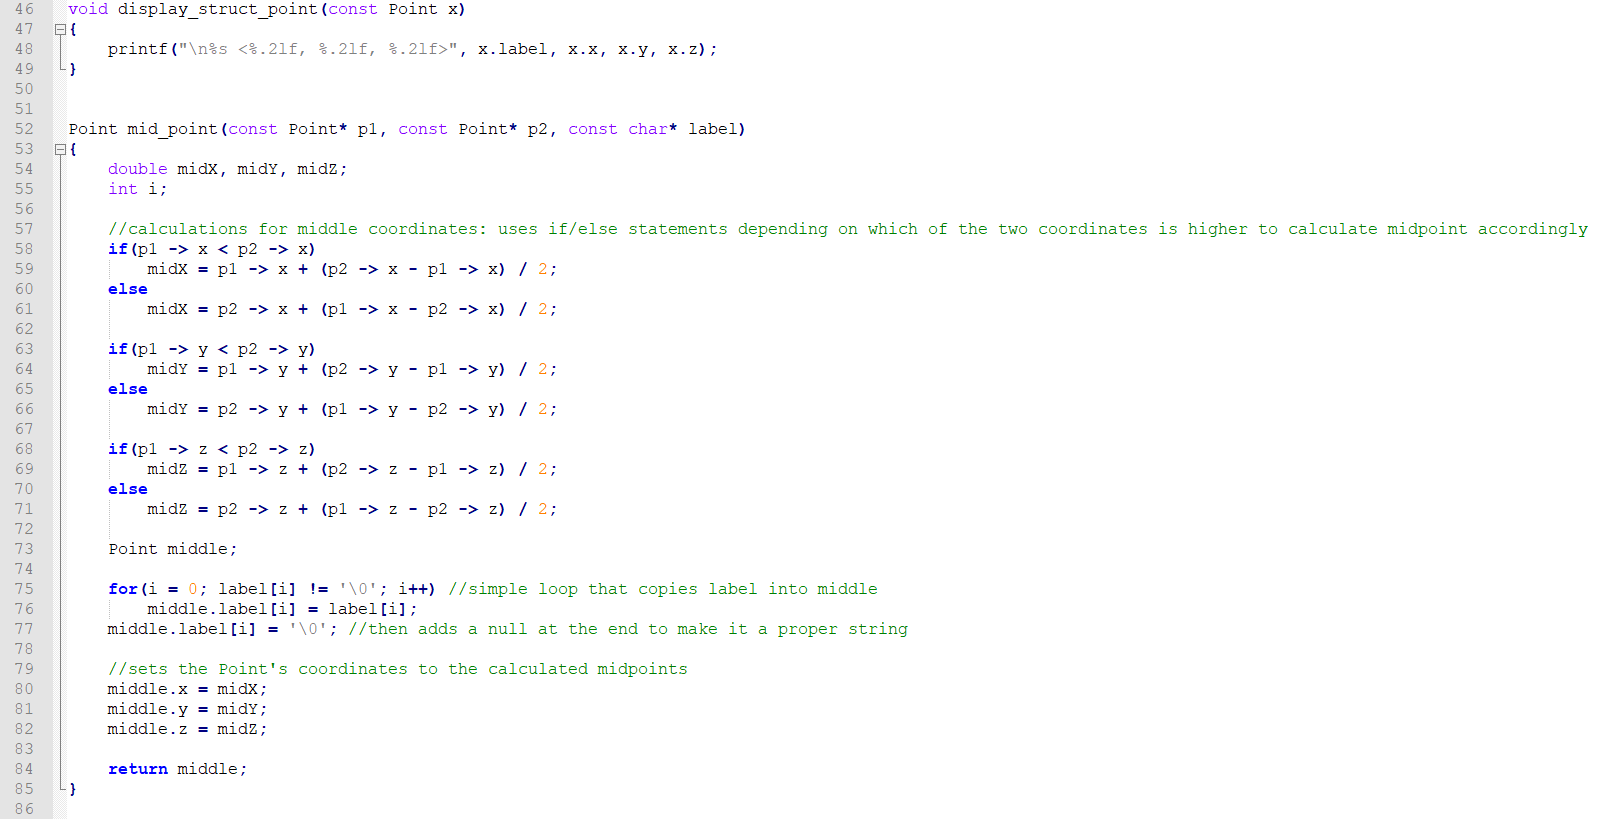 46 void display_struct_point(const Point x)
47 {
48     printf("\n%s <%.2lf, %.2lf, %.2lf>", x.label, x.x, x.y, x.z);
49 }
50
51
52 Point mid_point(const Point* p1, const Point* p2, const char* label)
53 {
54     double midX, midY, midZ;
55     int i;
56
57     //calculations for middle coordinates: uses if/else statements depending on which of the two coordinates is higher to calculate midpoint accordingly
58     if(p1 -> x < p2 -> x)
59         midX = p1 -> x + (p2 -> x - p1 -> x) / 2;
60     else
61         midX = p2 -> x + (p1 -> x - p2 -> x) / 2;
62
63     if(p1 -> y < p2 -> y)
64         midY = p1 -> y + (p2 -> y - p1 -> y) / 2;
65     else
66         midY = p2 -> y + (p1 -> y - p2 -> y) / 2;
67
68     if(p1 -> z < p2 -> z)
69         midZ = p1 -> z + (p2 -> z - p1 -> z) / 2;
70     else
71         midZ = p2 -> z + (p1 -> z - p2 -> z) / 2;
72
73     Point middle;
74
75     for(i = 0; label[i] != '\0'; i++) //simple loop that copies label into middle
76         middle.label[i] = label[i];
77     middle.label[i] = '\0'; //then adds a null at the end to make it a proper string
78
79     //sets the Point's coordinates to the calculated midpoints
80     middle.x = midX;
81     middle.y = midY;
82     middle.z = midZ;
83
84     return middle;
85 }
86